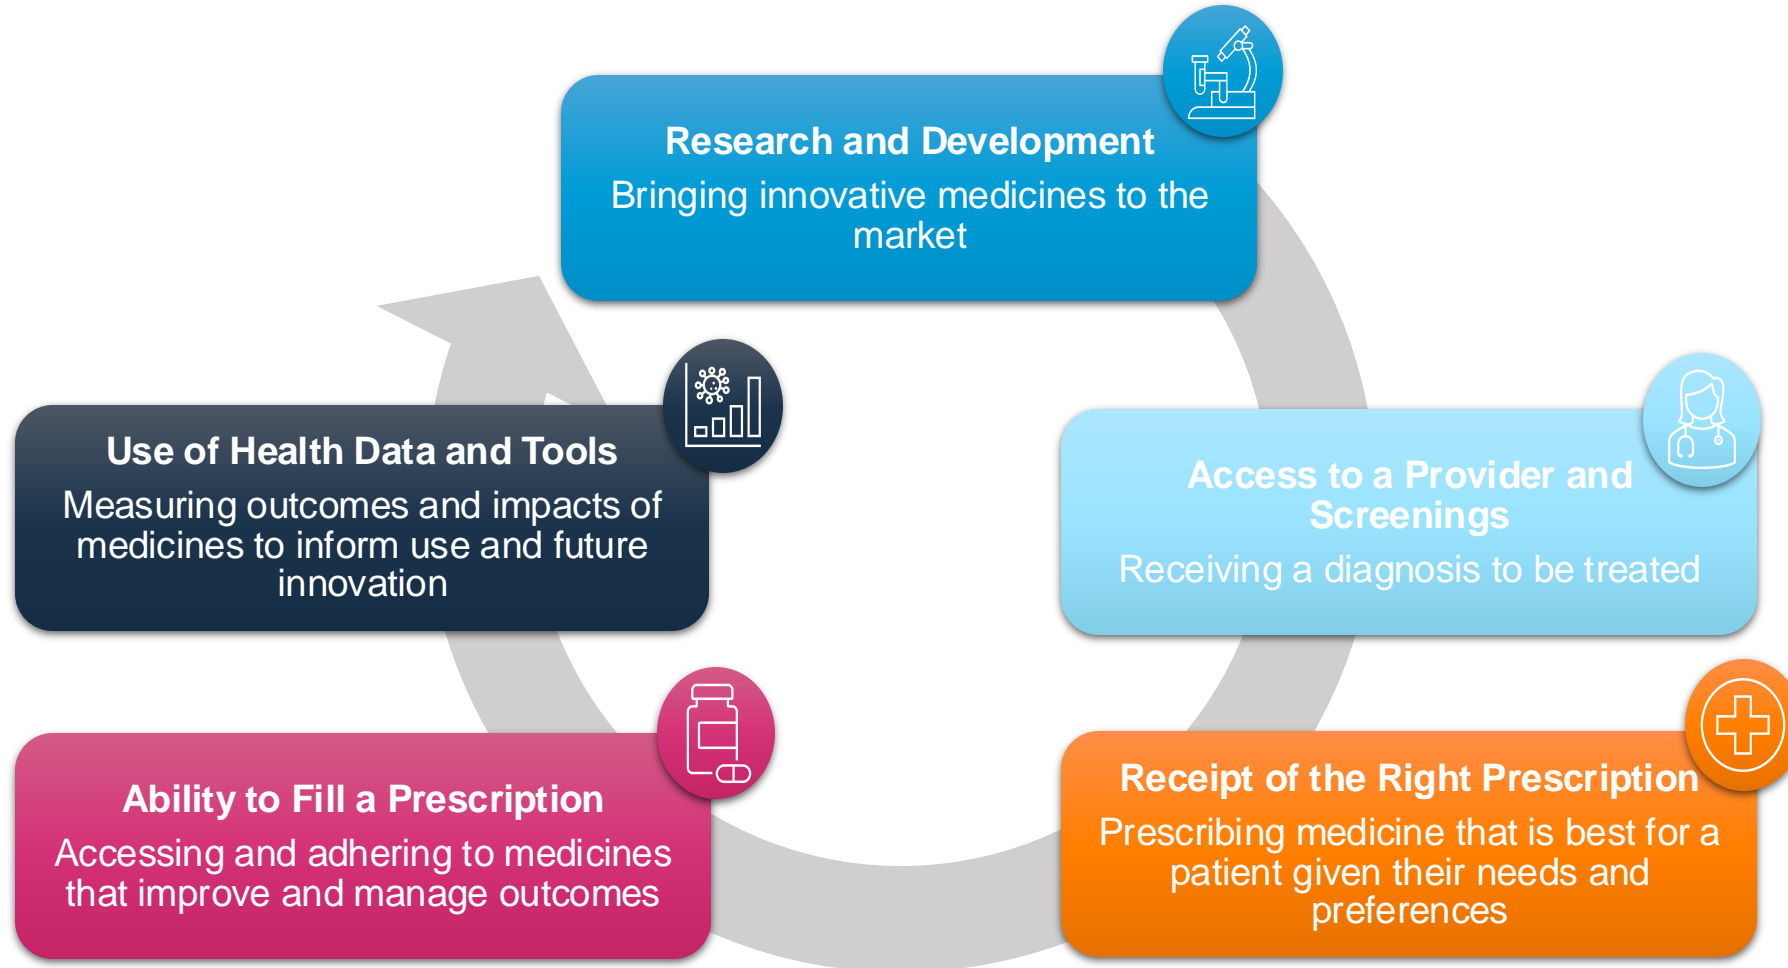 Research and Development
Bringing innovative medicines to the
market
Access to a Provider and
Screenings
Receiving a diagnosis to be treated
Receipt of the Right Prescription
Prescribing medicine that is best for a
patient given their needs and
preferences
Ability to Fill a Prescription
Accessing and adhering to medicines
that improve and manage outcomes
Use of Health Data and Tools
Measuring outcomes and impacts of
medicines to inform use and future
innovation